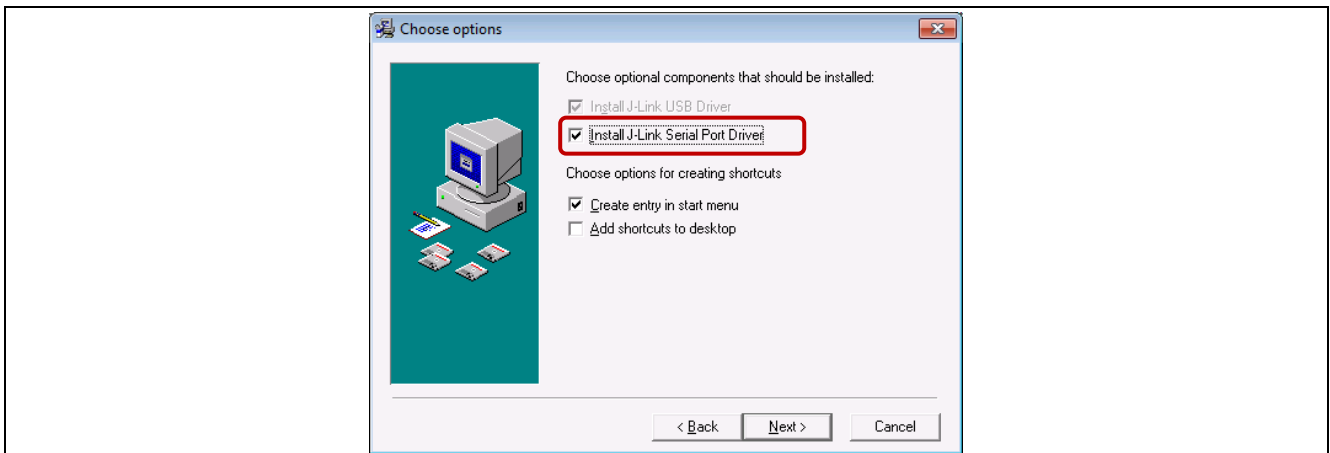 Choose options
Choose optional components that should be installed:
Install J-Link USB Driver
Install J-Link Serial Port Driver
Choose options for creating shortcuts
Create entry in start menu
Add shortcuts to desktop
< Back
Next >
Cancel